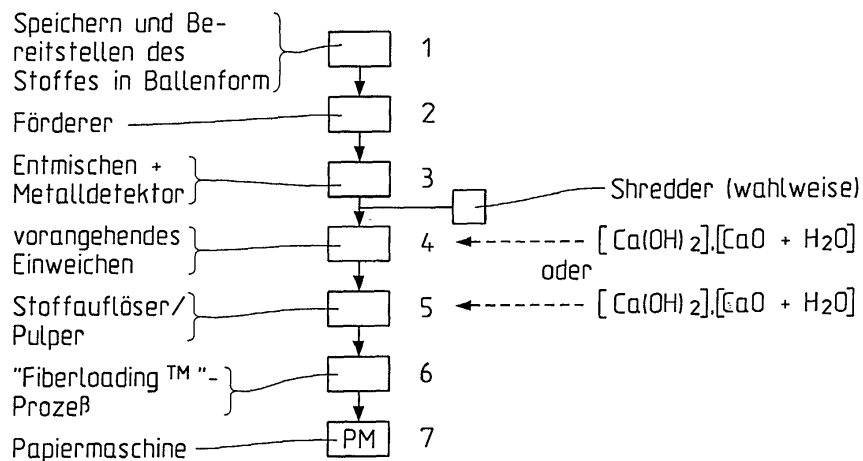 Speichern und Be-
reitstellen des
Stoffes in Ballenform
1
Förderer
2
Entmischen +
Metalldetektor
3
Shredder (wahlweise)
vorangehendes
Einweichen
4
[Ca(OH)2],[CaO + H2O]
oder
Stoffauflöser/
Pulper
5
[Ca(OH)2],[CaO + H2O]
"Fiberloading ™ "-
Prozeß
6
Papiermaschine
PM
7